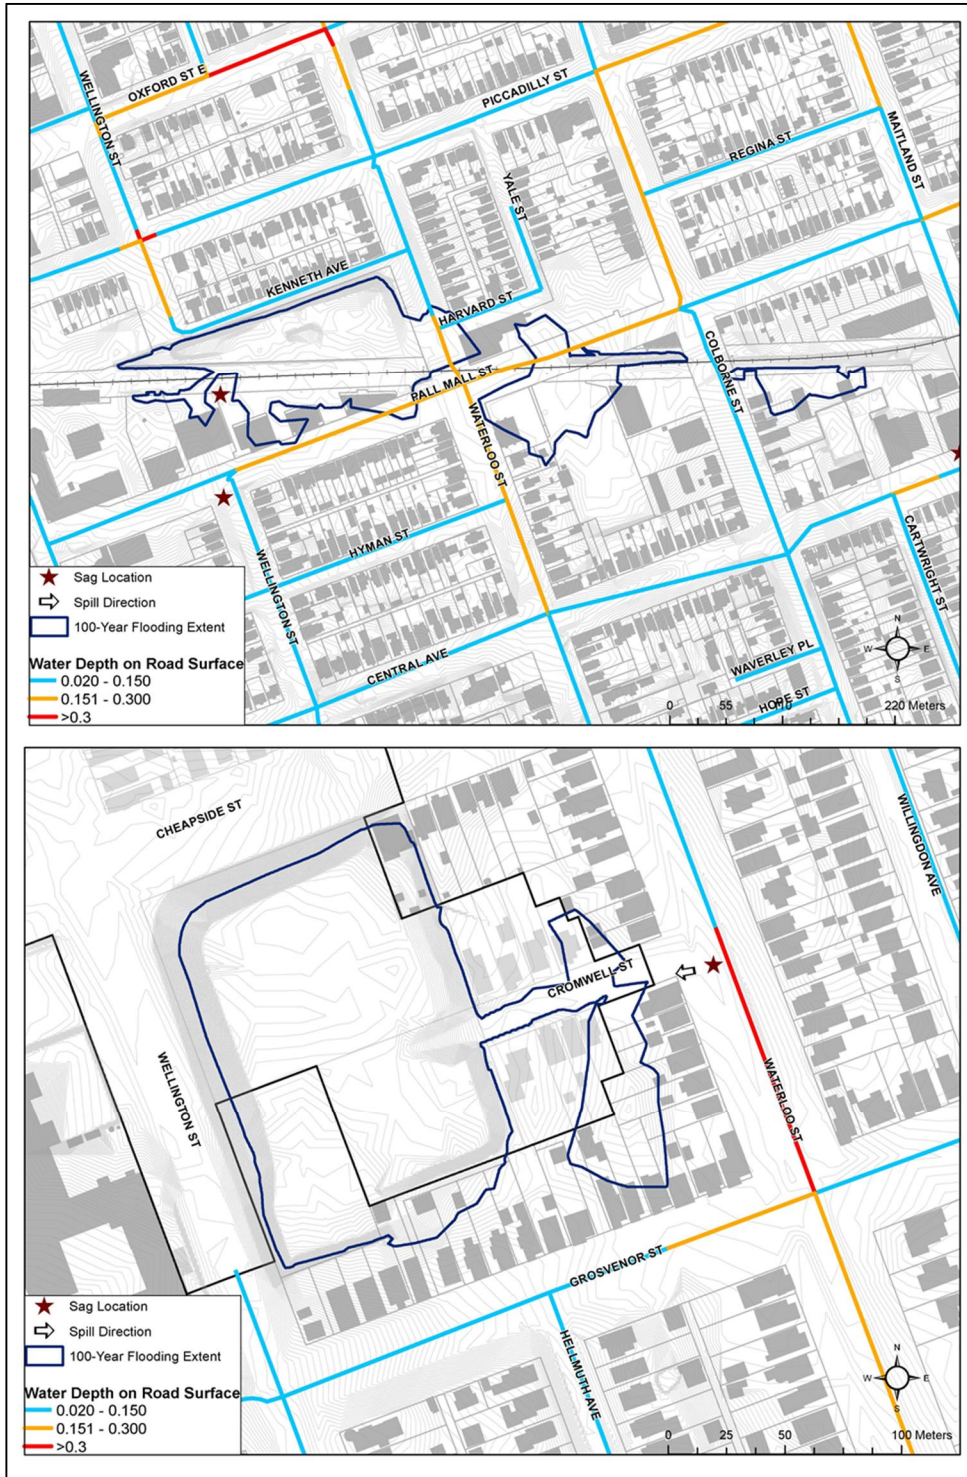 OXFORD ST E
WELLINGTON ST
PICCADILLY ST
MAITLAND ST
REGINA ST
YALE ST
KENNETH AVE
HARVARD ST
COLBORNE ST
PALL MALL ST
WATERLOO ST
HYMAN ST
CARTWRIGHT ST
WELLINGTON ST
CENTRAL AVE
WAVERLEY PL
HOPE ST
Sag Location
Spill Direction
100-Year Flooding Extent
Water Depth on Road Surface
0.020 - 0.150
0.151 - 0.300
>0.3
N
W E
S
0 55 110 220 Meters
CHEAPSIDE ST
WILLINGDON AVE
CROMWELL ST
WELLINGTON ST
WATERLOO ST
GROSVENOR ST
HELLMUTH AVE
Sag Location
Spill Direction
100-Year Flooding Extent
Water Depth on Road Surface
0.020 - 0.150
0.151 - 0.300
>0.3
N
W E
S
0 25 50 100 Meters